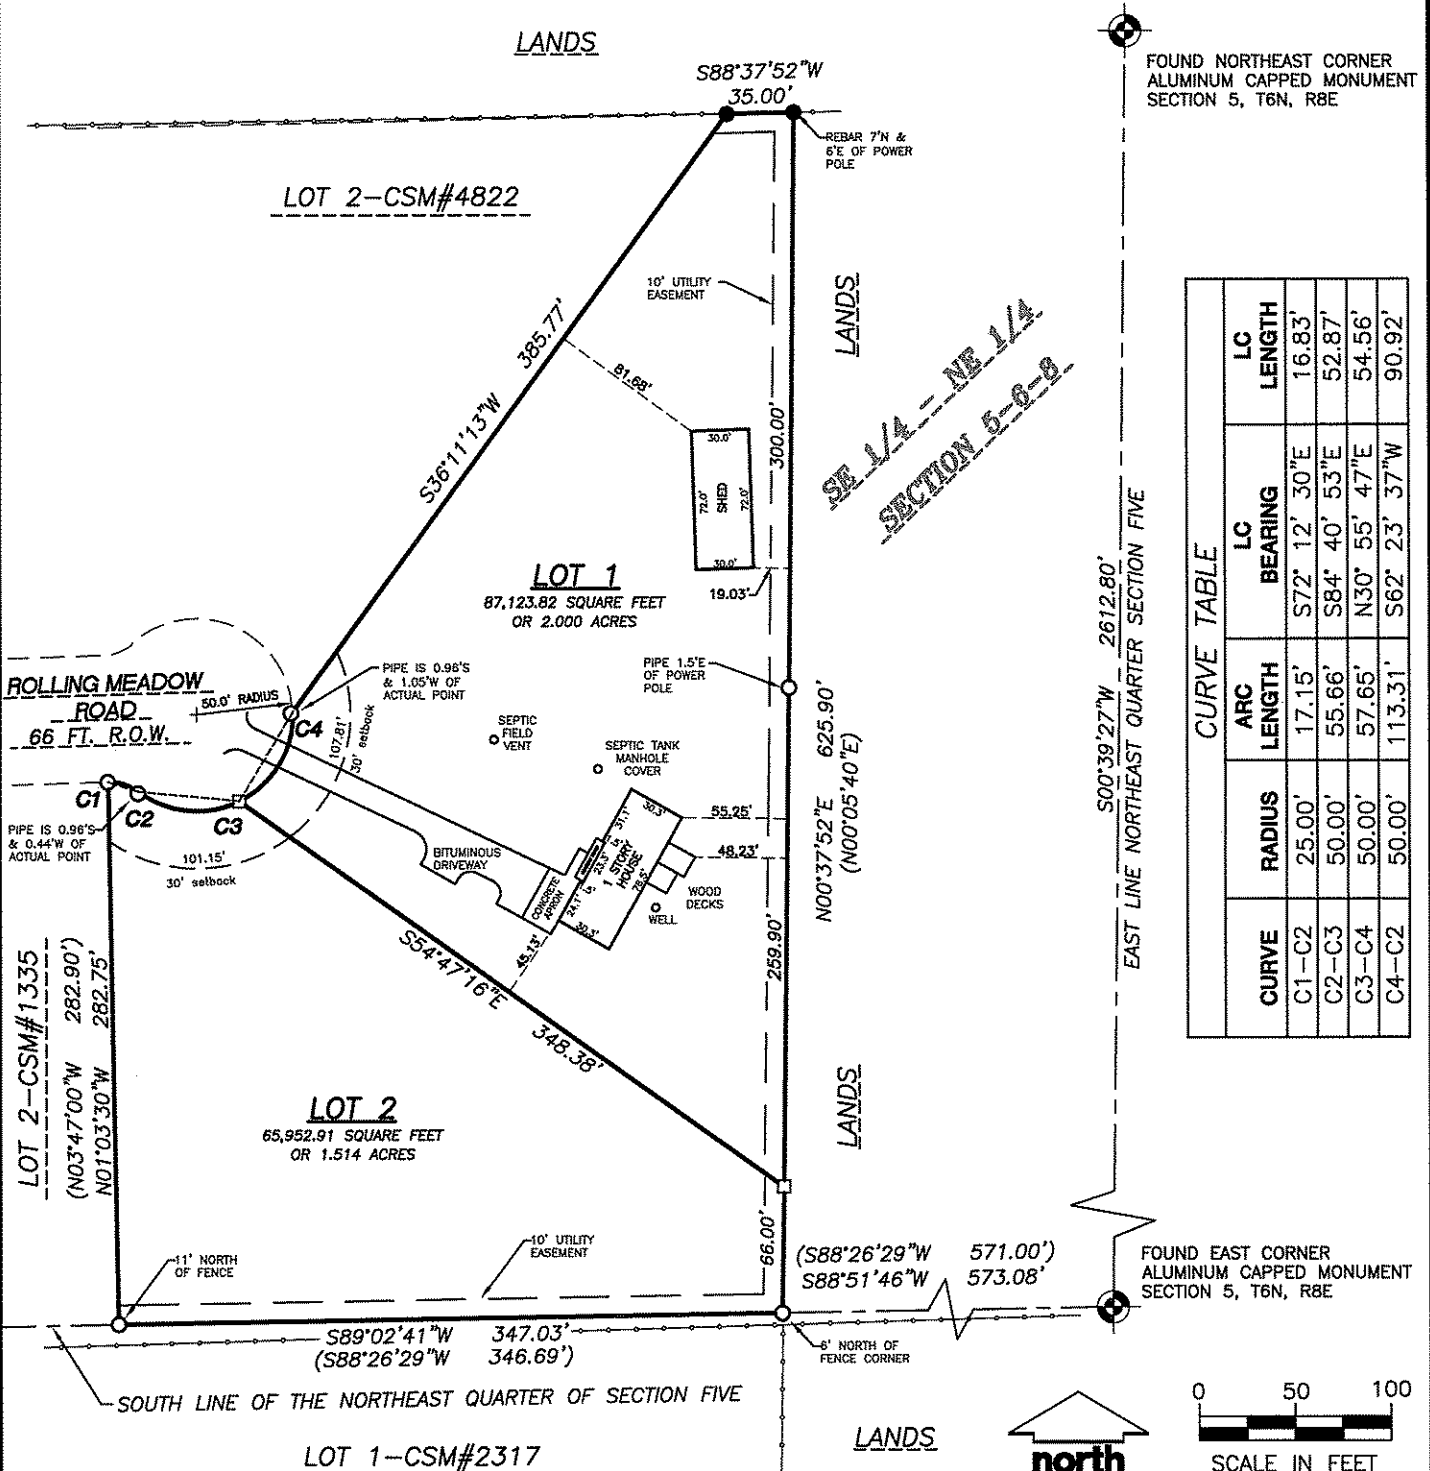 LANDS
S88°37'52"W
35.00'
FOUND NORTHEAST CORNER
ALUMINUM CAPPED MONUMENT
SECTION 5, T6N, R8E
REBAR 7'N &
6'E OF POWER
POLE
LOT 2-CSM#4822
10' UTILITY
EASEMENT
LANDS
385.77'
S36°11'13"W
81.68'
300.00'
SE 1/4 - NE 1/4
SECTION 5-6-8
30.0'
72.0'
SHED
72.0'
30.0'
19.03'
LOT 1
87,123.82 SQUARE FEET
OR 2.000 ACRES
S00°39'27"W 2612.80'
EAST LINE NORTHEAST QUARTER SECTION FIVE
CURVE TABLE
CURVE RADIUS ARC LENGTH LC BEARING LC LENGTH
C1-C2 25.00' 17.15' S72° 12' 30"E 16.83'
C2-C3 50.00' 55.66' S84° 40' 53"E 52.87'
C3-C4 50.00' 57.65' N30° 55' 47"E 54.56'
C4-C2 50.00' 113.31' S62° 23' 37"W 90.92'
ROLLING MEADOW
ROAD
66 FT. R.O.W.
50.0' RADIUS
PIPE IS 0.96'S
& 1.05'W OF
ACTUAL POINT
C4
107.81'
30' setback
PIPE 1.5'E
OF POWER
POLE
SEPTIC
FIELD
VENT
SEPTIC TANK
MANHOLE
COVER
N00°37'52"E 625.90'
(N00°05'40"E)
C1
C2
C3
PIPE IS 0.96'S
& 0.44'W OF
ACTUAL POINT
101.15'
30' setback
BITUMINOUS
DRIVEWAY
CONCRETE
APRON
30.3'
31.1'
23.3'
24.1'
1 STORY
HOUSE
78.5'
30.3'
55.25'
48.23'
WOOD
DECKS
WELL
45.13'
S54°47'16"E
348.38'
259.90'
LOT 2-CSM#1335
(N03°47'00"W 282.90')
N01°03'30"W 282.75'
LANDS
LOT 2
65,952.91 SQUARE FEET
OR 1.514 ACRES
66.00'
10' UTILITY
EASEMENT
11' NORTH
OF FENCE
(S88°26'29"W 571.00')
S88°51'46"W 573.08'
FOUND EAST CORNER
ALUMINUM CAPPED MONUMENT
SECTION 5, T6N, R8E
S89°02'41"W 347.03'
(S88°26'29"W 346.69')
6' NORTH OF
FENCE CORNER
SOUTH LINE OF THE NORTHEAST QUARTER OF SECTION FIVE
LOT 1-CSM#2317
LANDS
north
0 50 100
SCALE IN FEET